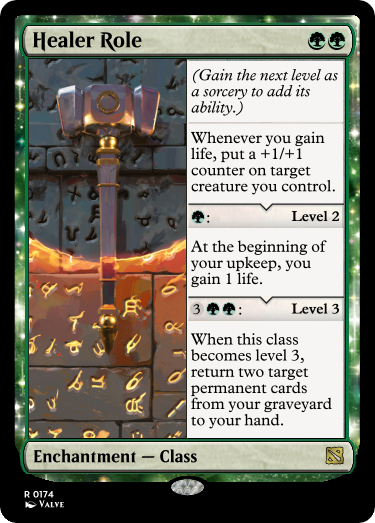 Healer Role
(Gain the next level as
a sorcery to add its
ability.)
Whenever you gain
life, put a +1/+1
counter on target
creature you control.
: Level 2
At the beginning of
your upkeep, you
gain 1 life.
3 : Level 3
When this class
becomes level 3,
return two target
permanent cards
from your graveyard
to your hand.
Enchantment — Class
R 0174
Valve